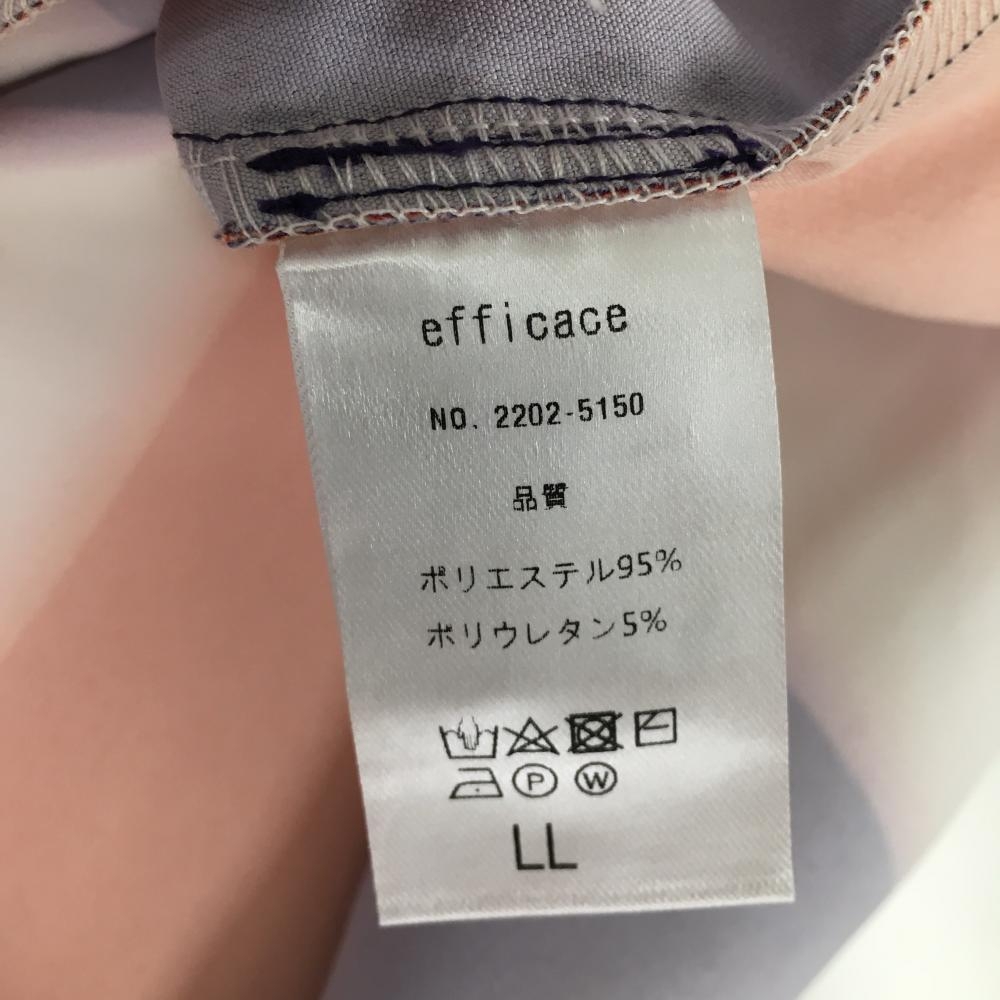 efficace
NO. 2202-5150
品質
ポリエステル95%
ポリウレタン5%
P W
LL